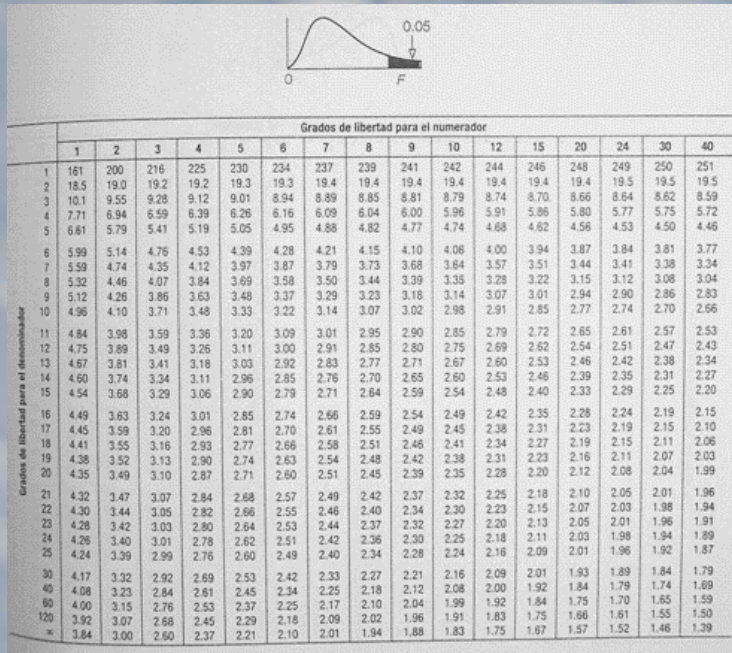 0.05
0
F
Grados de libertad para el numerador
1 2 3 4 5 6 7 8 9 10 12 15 20 24 30 40
Grados de libertad para el denominador
1 161 200 216 225 230 234 237 239 241 242 244 246 248 249 250 251
2 18.5 19.0 19.2 19.2 19.3 19.3 19.4 19.4 19.4 19.4 19.4 19.4 19.4 19.5 19.5 19.5
3 10.1 9.55 9.28 9.12 9.01 8.94 8.89 8.85 8.81 8.79 8.74 8.70 8.66 8.64 8.62 8.59
4 7.71 6.94 6.59 6.39 6.26 6.16 6.09 6.04 6.00 5.96 5.91 5.86 5.80 5.77 5.75 5.72
5 6.61 5.79 5.41 5.19 5.05 4.95 4.88 4.82 4.77 4.74 4.68 4.62 4.56 4.53 4.50 4.46
6 5.99 5.14 4.76 4.53 4.39 4.28 4.21 4.15 4.10 4.06 4.00 3.94 3.87 3.84 3.81 3.77
7 5.59 4.74 4.35 4.12 3.97 3.87 3.79 3.73 3.68 3.64 3.57 3.51 3.44 3.41 3.38 3.34
8 5.32 4.46 4.07 3.84 3.69 3.58 3.50 3.44 3.39 3.35 3.28 3.22 3.15 3.12 3.08 3.04
9 5.12 4.26 3.86 3.63 3.48 3.37 3.29 3.23 3.18 3.14 3.07 3.01 2.94 2.90 2.86 2.83
10 4.96 4.10 3.71 3.48 3.33 3.22 3.14 3.07 3.02 2.98 2.91 2.85 2.77 2.74 2.70 2.66
11 4.84 3.98 3.59 3.36 3.20 3.09 3.01 2.95 2.90 2.85 2.79 2.72 2.65 2.61 2.57 2.53
12 4.75 3.89 3.49 3.26 3.11 3.00 2.91 2.85 2.80 2.75 2.69 2.62 2.54 2.51 2.47 2.43
13 4.67 3.81 3.41 3.18 3.03 2.92 2.83 2.77 2.71 2.67 2.60 2.53 2.46 2.42 2.38 2.34
14 4.60 3.74 3.34 3.11 2.96 2.85 2.76 2.70 2.65 2.60 2.53 2.46 2.39 2.35 2.31 2.27
15 4.54 3.68 3.29 3.06 2.90 2.79 2.71 2.64 2.59 2.54 2.48 2.40 2.33 2.29 2.25 2.20
16 4.49 3.63 3.24 3.01 2.85 2.74 2.66 2.59 2.54 2.49 2.42 2.35 2.28 2.24 2.19 2.15
17 4.45 3.59 3.20 2.96 2.81 2.70 2.61 2.55 2.49 2.45 2.38 2.31 2.23 2.19 2.15 2.10
18 4.41 3.55 3.16 2.93 2.77 2.66 2.58 2.51 2.46 2.41 2.34 2.27 2.19 2.15 2.11 2.06
19 4.38 3.52 3.13 2.90 2.74 2.63 2.54 2.48 2.42 2.38 2.31 2.23 2.16 2.11 2.07 2.03
20 4.35 3.49 3.10 2.87 2.71 2.60 2.51 2.45 2.39 2.35 2.28 2.20 2.12 2.08 2.04 1.99
21 4.32 3.47 3.07 2.84 2.68 2.57 2.49 2.42 2.37 2.32 2.25 2.18 2.10 2.05 2.01 1.96
22 4.30 3.44 3.05 2.82 2.66 2.55 2.46 2.40 2.34 2.30 2.23 2.15 2.07 2.03 1.98 1.94
23 4.28 3.42 3.03 2.80 2.64 2.53 2.44 2.37 2.32 2.27 2.20 2.13 2.05 2.01 1.96 1.91
24 4.26 3.40 3.01 2.78 2.62 2.51 2.42 2.36 2.30 2.25 2.18 2.11 2.03 1.98 1.94 1.89
25 4.24 3.39 2.99 2.76 2.60 2.49 2.40 2.34 2.28 2.24 2.16 2.09 2.01 1.96 1.92 1.87
30 4.17 3.32 2.92 2.69 2.53 2.42 2.33 2.27 2.21 2.16 2.09 2.01 1.93 1.89 1.84 1.79
40 4.08 3.23 2.84 2.61 2.45 2.34 2.25 2.18 2.12 2.08 2.00 1.92 1.84 1.79 1.74 1.69
60 4.00 3.15 2.76 2.53 2.37 2.25 2.17 2.10 2.04 1.99 1.92 1.84 1.75 1.70 1.65 1.59
120 3.92 3.07 2.68 2.45 2.29 2.18 2.09 2.02 1.96 1.91 1.83 1.75 1.66 1.61 1.55 1.50
∞ 3.84 3.00 2.60 2.37 2.21 2.10 2.01 1.94 1.88 1.83 1.75 1.67 1.57 1.52 1.46 1.39